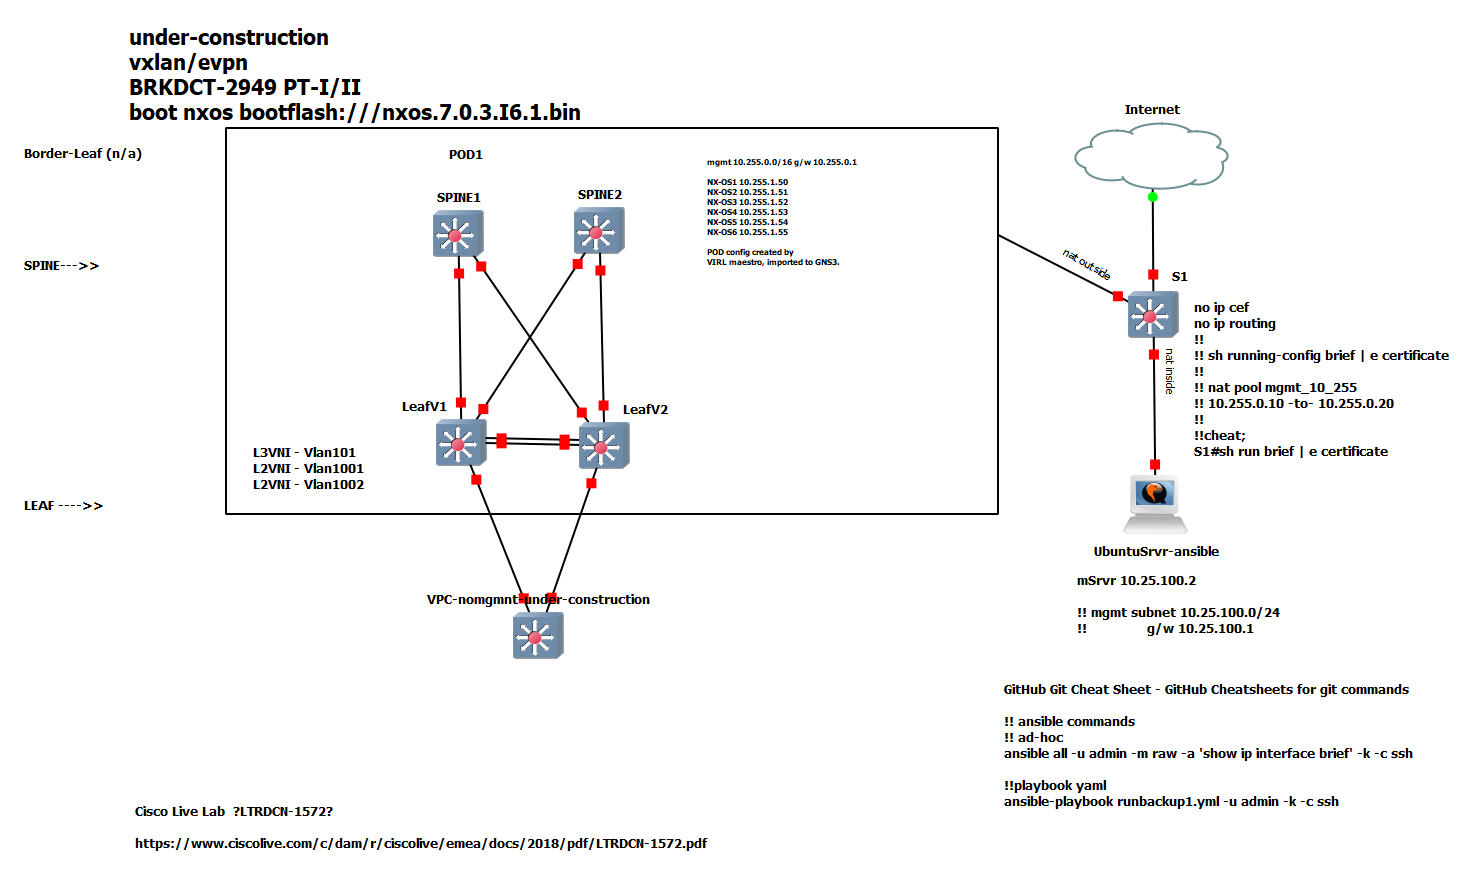 under-construction
vxlan/evpn
BRKDCT-2949 PT-I/II
boot nxos bootflash:///nxos.7.0.3.I6.1.bin
Internet
Border-Leaf (n/a)
POD1
mgmt 10.255.0.0/16 g/w 10.255.0.1
NX-OS1 10.255.1.50
NX-OS2 10.255.1.51
NX-OS3 10.255.1.52
NX-OS4 10.255.1.53
NX-OS5 10.255.1.54
NX-OS6 10.255.1.55
POD config created by
VIRL maestro, imported to GNS3.
SPINE1
SPINE2
SPINE--->>
nat outside
S1
no ip cef
no ip routing
!!
!! sh running-config brief | e certificate
!!
!! nat pool mgmt_10_255
!! 10.255.0.10 -to- 10.255.0.20
!!
!!cheat;
S1#sh run brief | e certificate
nat inside
LeafV1
LeafV2
L3VNI - Vlan101
L2VNI - Vlan1001
L2VNI - Vlan1002
LEAF ---->>
UbuntuSrvr-ansible
mSrvr 10.25.100.2
!! mgmt subnet 10.25.100.0/24
!! g/w 10.25.100.1
VPC-nomgmnt-under-construction
GitHub Git Cheat Sheet - GitHub Cheatsheets for git commands
!! ansible commands
!! ad-hoc
ansible all -u admin -m raw -a 'show ip interface brief' -k -c ssh
!!playbook yaml
ansible-playbook runbackup1.yml -u admin -k -c ssh
Cisco Live Lab ?LTRDCN-1572?
https://www.ciscolive.com/c/dam/r/ciscolive/emea/docs/2018/pdf/LTRDCN-1572.pdf